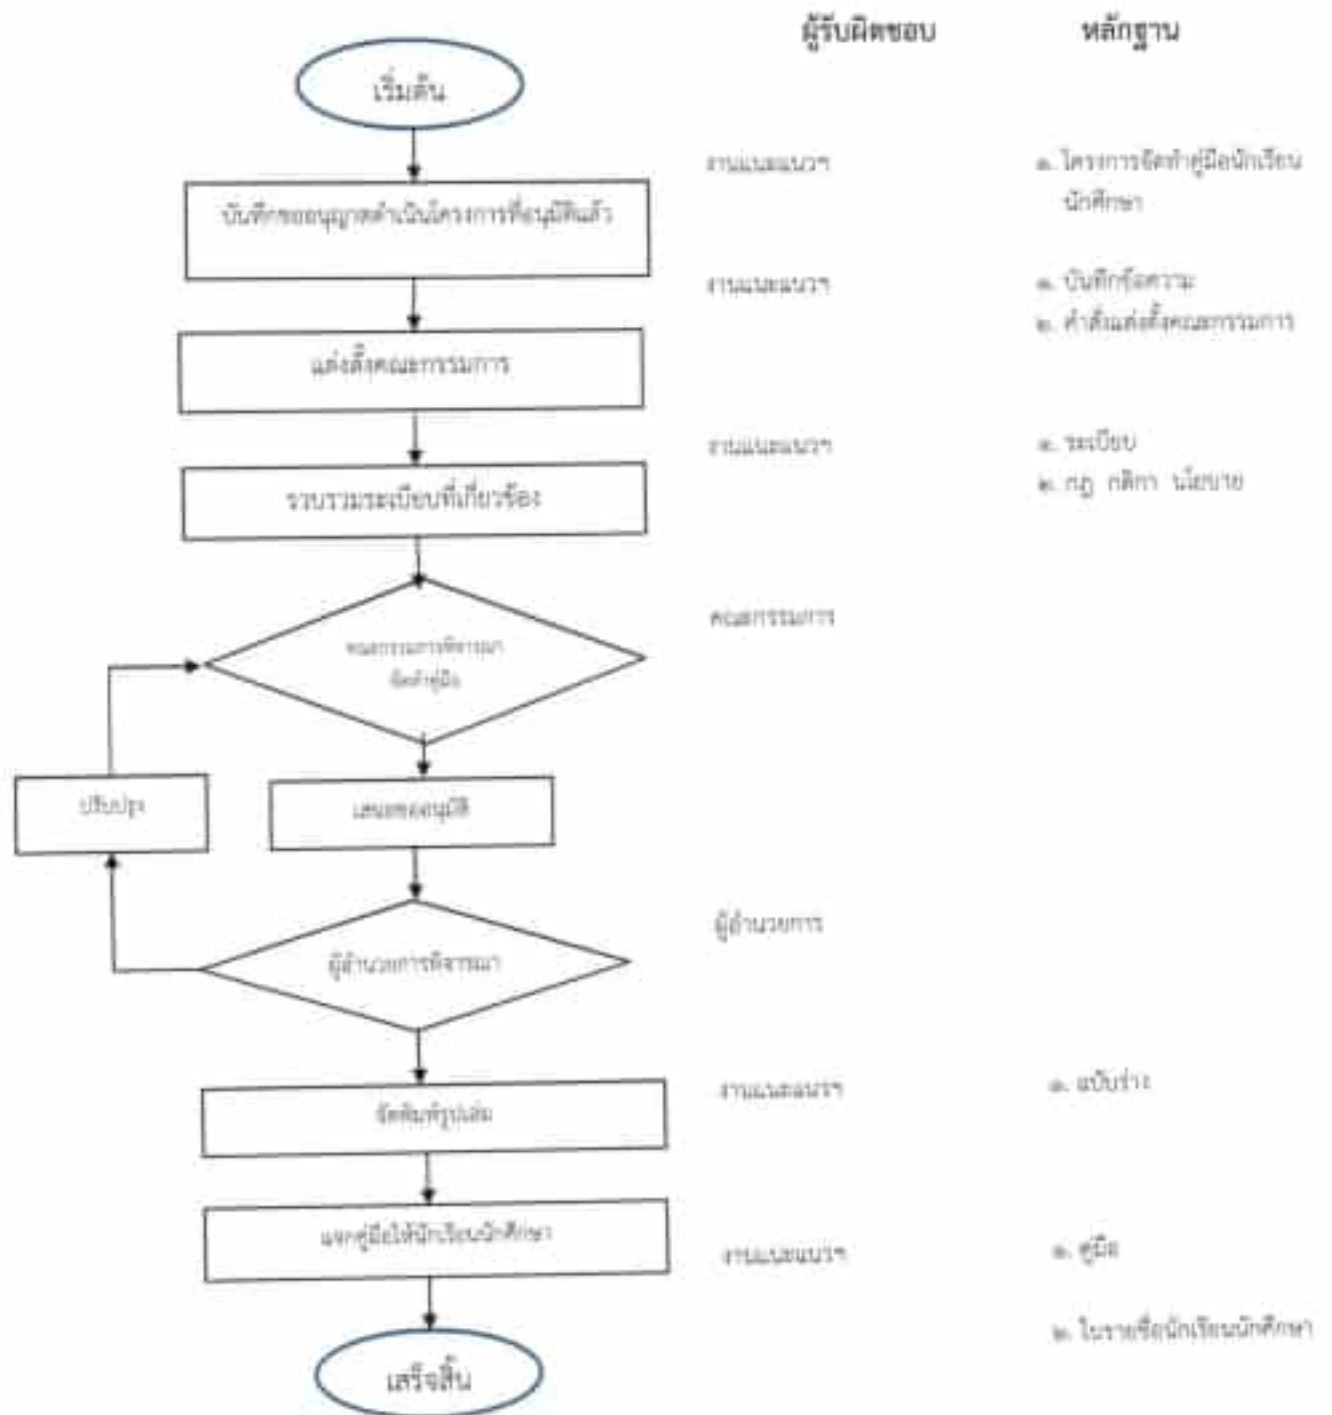 ผู้รับผิดชอบ หลักฐาน
เริ่มต้น
งานแนะแนวฯ ๑. โครงการจัดทำคู่มือนักเรียน
นักศึกษา
บันทึกขออนุญาตดำเนินโครงการที่อนุมัติแล้ว
งานแนะแนวฯ ๑. บันทึกข้อความ
๒. คำสั่งแต่งตั้งคณะกรรมการ
แต่งตั้งคณะกรรมการ
งานแนะแนวฯ ๑. ระเบียบ
๒. กฎ กติกา นโยบาย
รวบรวมระเบียบที่เกี่ยวข้อง
คณะกรรมการ
คณะกรรมการพิจารณา
จัดทำคู่มือ
ปรับปรุง เสนอขออนุมัติ
ผู้อำนวยการ
ผู้อำนวยการพิจารณา
งานแนะแนวฯ ๑. ฉบับร่าง
จัดพิมพ์รูปเล่ม
แจกคู่มือให้นักเรียนนักศึกษา
งานแนะแนวฯ ๑. คู่มือ
๒. ใบรายชื่อนักเรียนนักศึกษา
เสร็จสิ้น